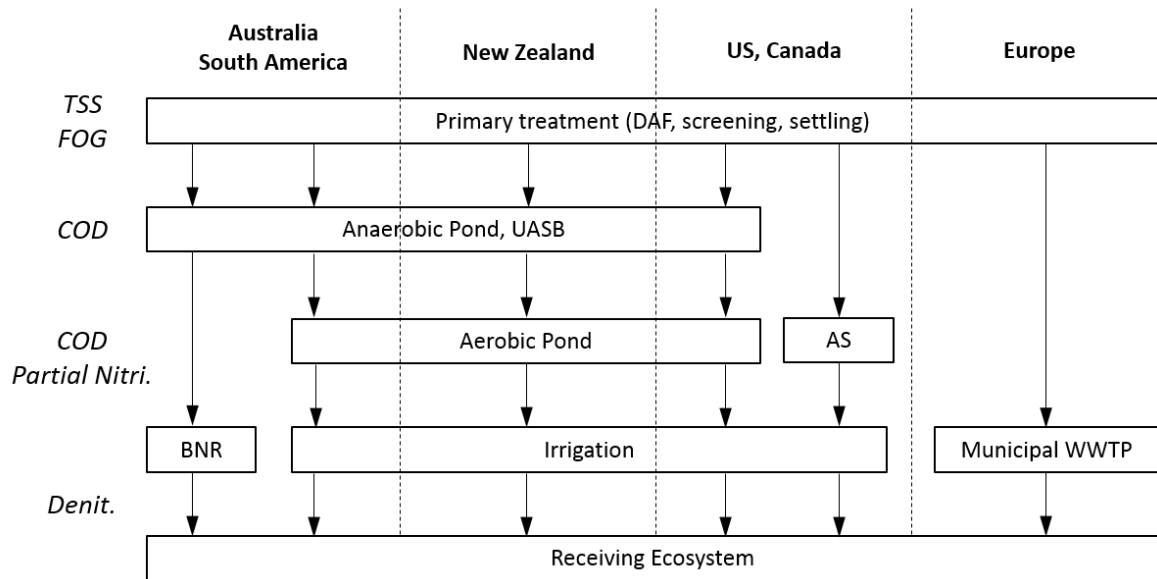 Australia
South America
New Zealand
US, Canada
Europe
TSS
FOG
Primary treatment (DAF, screening, settling)
COD
Anaerobic Pond, UASB
COD
Partial Nitri.
Aerobic Pond
AS
BNR
Irrigation
Municipal WWTP
Denit.
Receiving Ecosystem